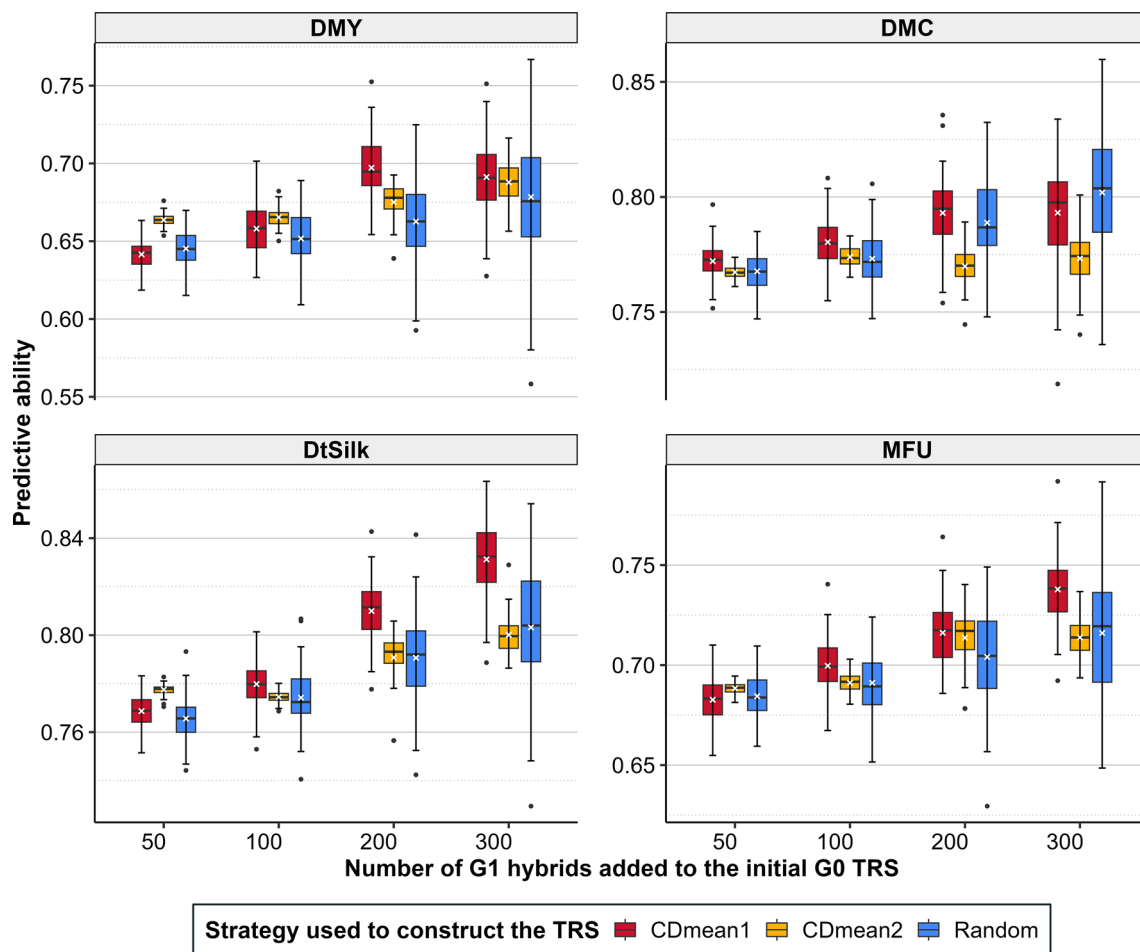 DMY
DMC
0.75
0.70
0.65
0.60
0.55
0.85
0.80
0.75
Predictive ability
DtSilk
MFU
0.84
0.80
0.76
0.75
0.70
0.65
50 100 200 300
50 100 200 300
Number of G1 hybrids added to the initial G0 TRS
Strategy used to construct the TRS CDmean1 CDmean2 Random